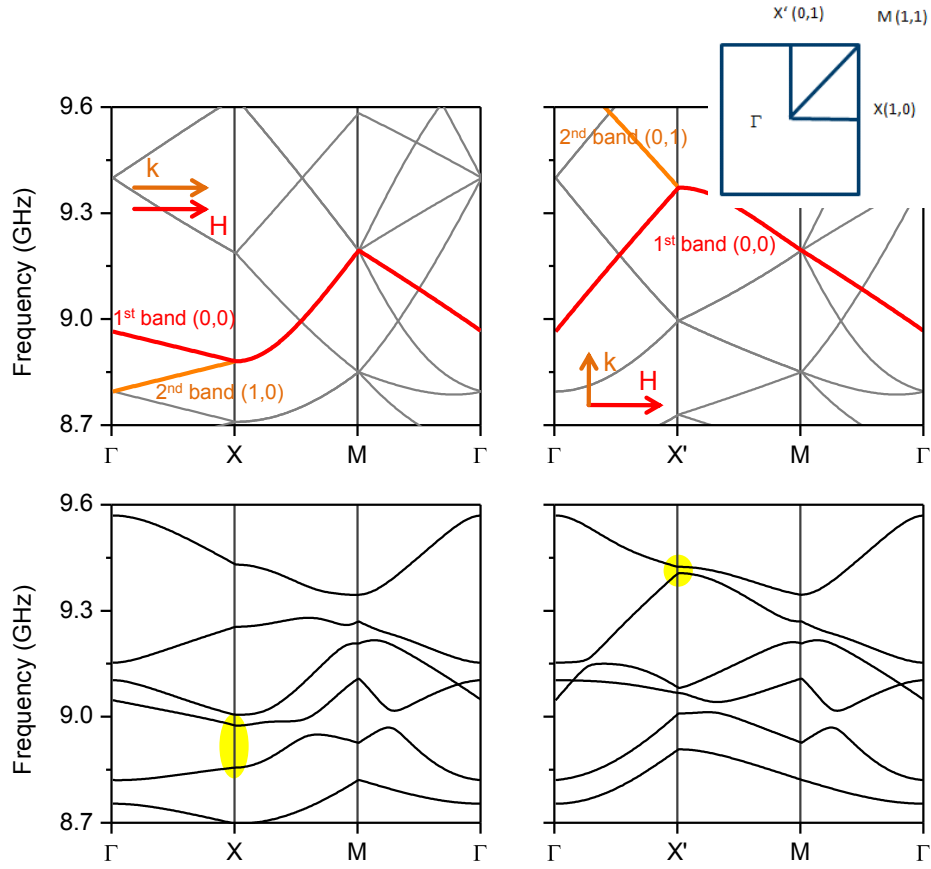 X‘ (0,1)
M (1,1)
X(1,0)
Γ
9.6
9.3
9.0
8.7
Frequency (GHz)
k
H
1st band (0,0)
2nd band (1,0)
Γ
X
M
Γ
2nd band (0,1)
1st band (0,0)
k
H
Γ
X'
M
Γ
9.6
9.3
9.0
8.7
Frequency (GHz)
Γ
X
M
Γ
Γ
X'
M
Γ